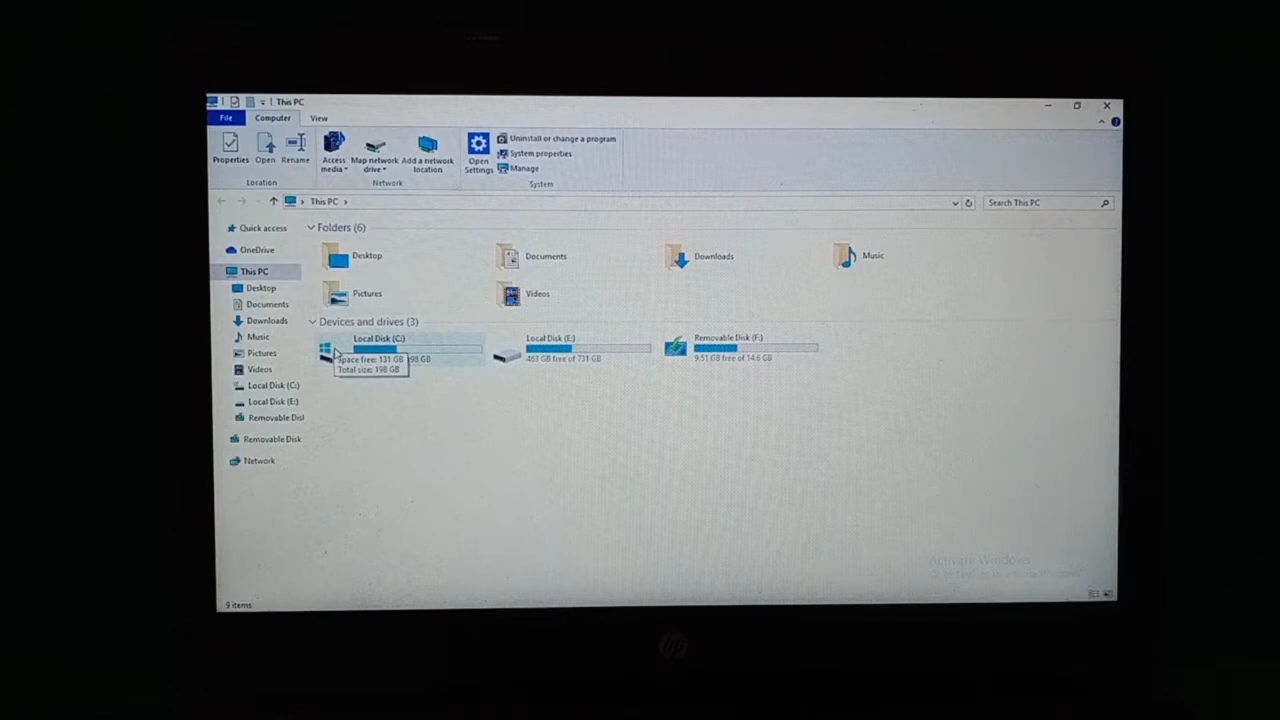 This PC
File Computer View
Properties Open Rename Access media Map network drive Add a network location Open Settings Uninstall or change a program
System properties
Manage
Location Network System
This PC Search This PC
Quick access
OneDrive
This PC
Desktop
Documents
Downloads
Music
Pictures
Videos
Local Disk (C:)
Local Disk (E:)
Removable Disl
Removable Disk
Network
Folders (6)
Desktop Documents Downloads Music
Pictures Videos
Devices and drives (3)
Local Disk (C:)
Space free: 131 GB 98 GB
Total size: 198 GB
Local Disk (E:)
463 GB free of 731 GB
Removable Disk (F:)
9.51 GB free of 14.6 GB
Activate Windows
9 items
hp